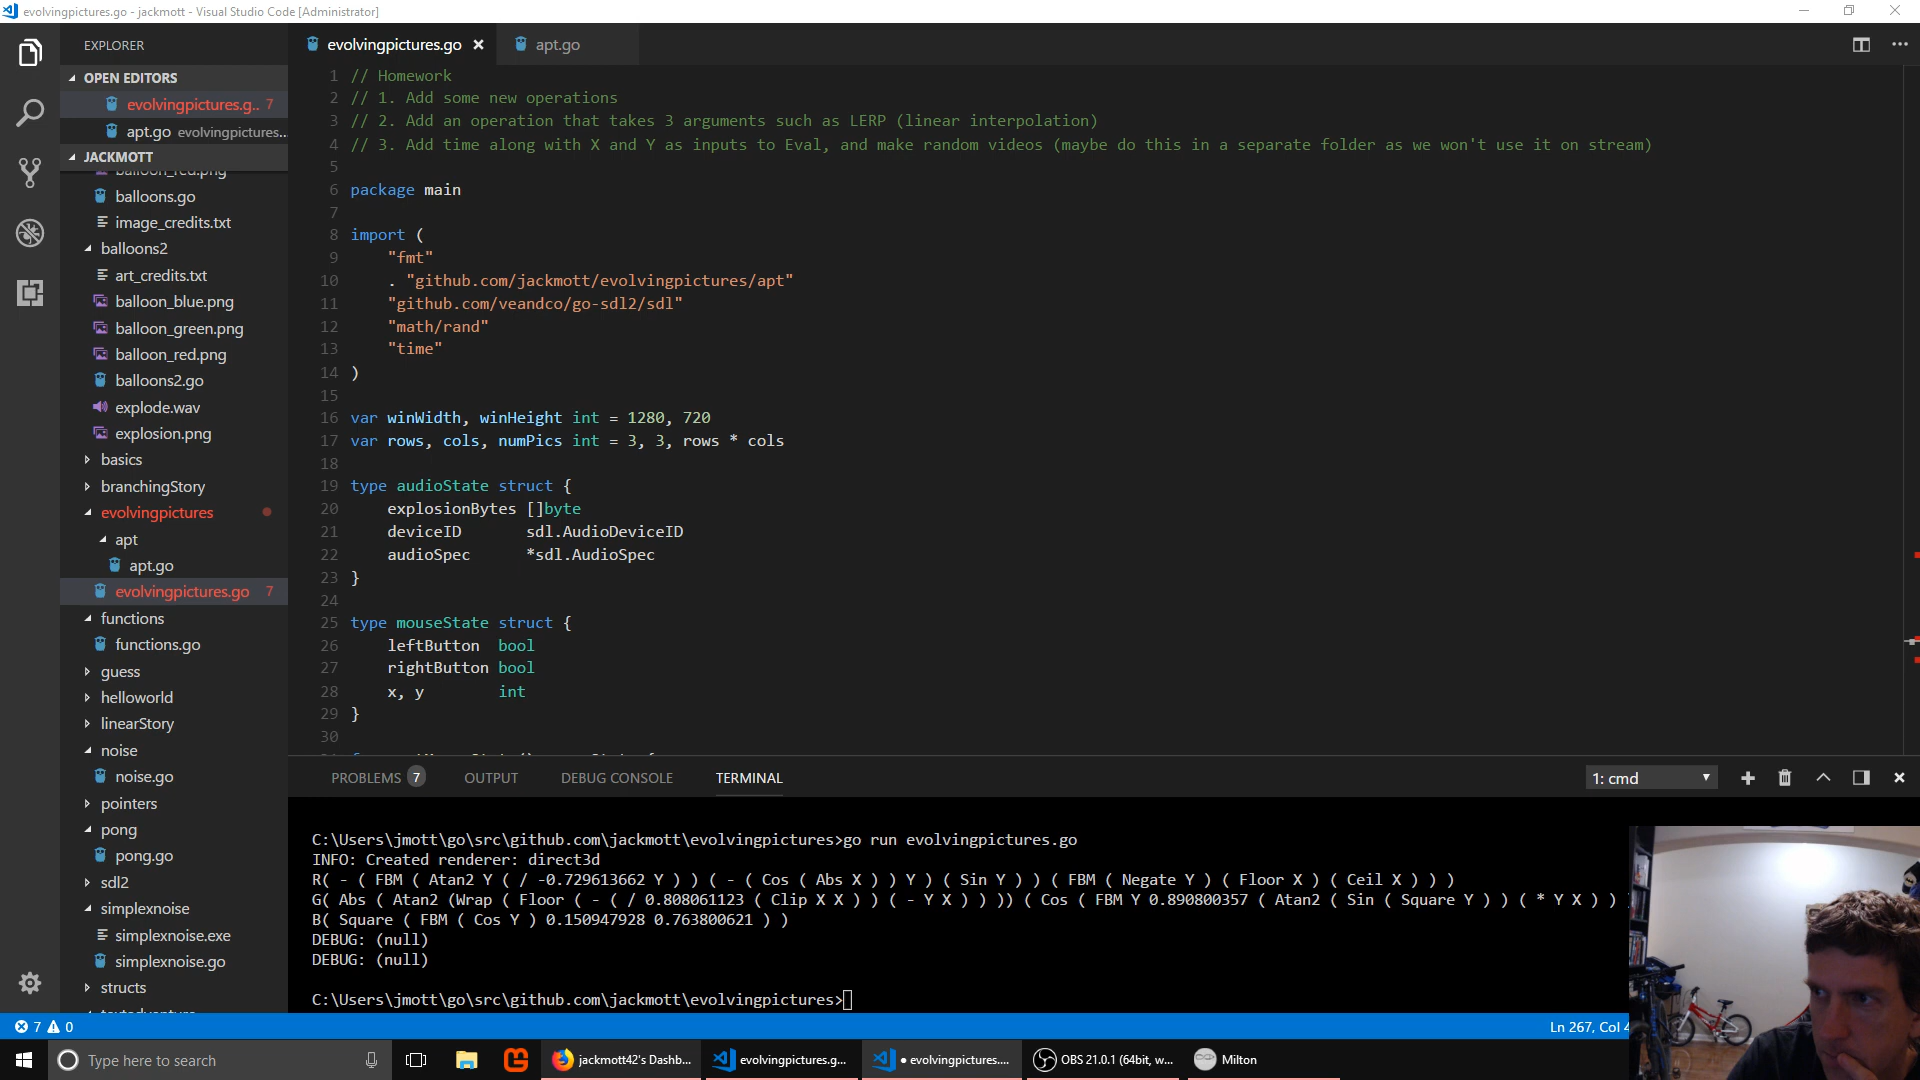 evolvingpictures.go - jackmott - Visual Studio Code [Administrator]
EXPLORER
OPEN EDITORS
evolvingpictures.g.. 7
apt.go evolvingpictures...
JACKMOTT
balloon_red.png
balloons.go
image_credits.txt
balloons2
art_credits.txt
balloon_blue.png
balloon_green.png
balloon_red.png
balloons2.go
explode.wav
explosion.png
basics
branchingStory
evolvingpictures
apt
apt.go
evolvingpictures.go 7
functions
functions.go
guess
helloworld
linearStory
noise
noise.go
pointers
pong
pong.go
sdl2
simplexnoise
simplexnoise.exe
simplexnoise.go
structs
evolvingpictures.go
apt.go
1 // Homework
2 // 1. Add some new operations
3 // 2. Add an operation that takes 3 arguments such as LERP (linear interpolation)
4 // 3. Add time along with X and Y as inputs to Eval, and make random videos (maybe do this in a separate folder as we won't use it on stream)
5
6 package main
7
8 import (
9 "fmt"
10 . "github.com/jackmott/evolvingpictures/apt"
11 "github.com/veandco/go-sdl2/sdl"
12 "math/rand"
13 "time"
14 )
15
16 var winWidth, winHeight int = 1280, 720
17 var rows, cols, numPics int = 3, 3, rows * cols
18
19 type audioState struct {
20 explosionBytes []byte
21 deviceID sdl.AudioDeviceID
22 audioSpec *sdl.AudioSpec
23 }
24
25 type mouseState struct {
26 leftButton bool
27 rightButton bool
28 x, y int
29 }
30
PROBLEMS 7 OUTPUT DEBUG CONSOLE TERMINAL
1: cmd
C:\Users\jmott\go\src\github.com\jackmott\evolvingpictures>go run evolvingpictures.go
INFO: Created renderer: direct3d
R( - ( FBM ( Atan2 Y ( / -0.729613662 Y ) ) ( - ( Cos ( Abs X ) ) Y ) ( Sin Y ) ) ( FBM ( Negate Y ) ( Floor X ) ( Ceil X ) ) )
G( Abs ( Atan2 (Wrap ( Floor ( - ( / 0.808061123 ( Clip X X ) ) ( - Y X ) ) )) ( Cos ( FBM Y 0.890800357 ( Atan2 ( Sin ( Square Y ) ) ( * Y X ) )
B( Square ( FBM ( Cos Y ) 0.150947928 0.763800621 ) )
DEBUG: (null)
DEBUG: (null)
C:\Users\jmott\go\src\github.com\jackmott\evolvingpictures>
7 0
Ln 267, Col
Type here to search
jackmott42's Dashb...
evolvingpictures.g...
● evolvingpictures....
OBS 21.0.1 (64bit, w...
Milton